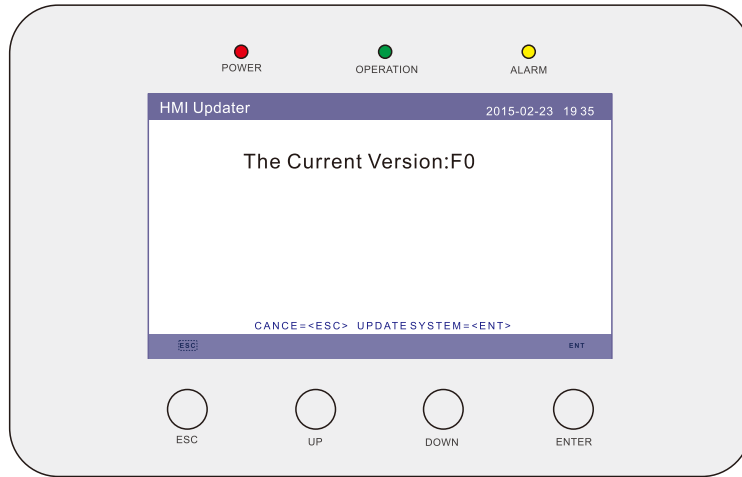 POWER OPERATION ALARM
HMI Updater 2015-02-23 19 35
The Current Version:F0
CANCE=<ESC> UPDATE SYSTEM=<ENT>
ESC ENT
ESC UP DOWN ENTER